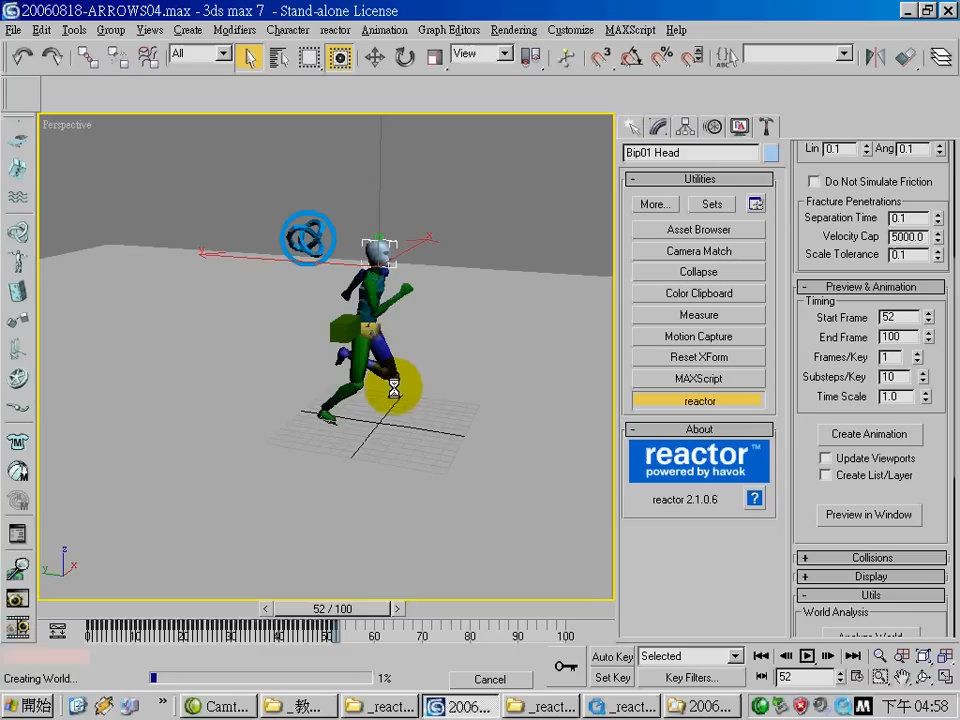 20060818-ARROWS04.max - 3ds max 7 - Stand-alone License
File Edit Tools Group Views Create Modifiers Character reactor Animation Graph Editors Rendering Customize MAXScript Help
All View
Perspective
Bip01 Head
Utilities
More... Sets
Asset Browser
Camera Match
Collapse
Color Clipboard
Measure
Motion Capture
Reset XForm
MAXScript
reactor
About
reactor™
powered by havok
reactor 2.1.0.6 ?
Lin 0.1 Ang 0.1
Do Not Simulate Friction
Fracture Penetrations
Separation Time 0.1
Velocity Cap 5000.0
Scale Tolerance 0.1
Preview & Animation
Timing
Start Frame 52
End Frame 100
Frames/Key 1
Substeps/Key 10
Time Scale 1.0
Create Animation
Update Viewports
Create List/Layer
Preview in Window
Collisions
Display
Utils
World Analysis
Analyze World
x
y
z
y x
52 / 100
0 10 20 30 40 50 60 70 80 90 100
Creating World... 1% Cancel
Auto Key Selected
Set Key Key Filters... 52
開始 Camt... _教... _react... 2006... _react... _react... 2006... 下午 04:58